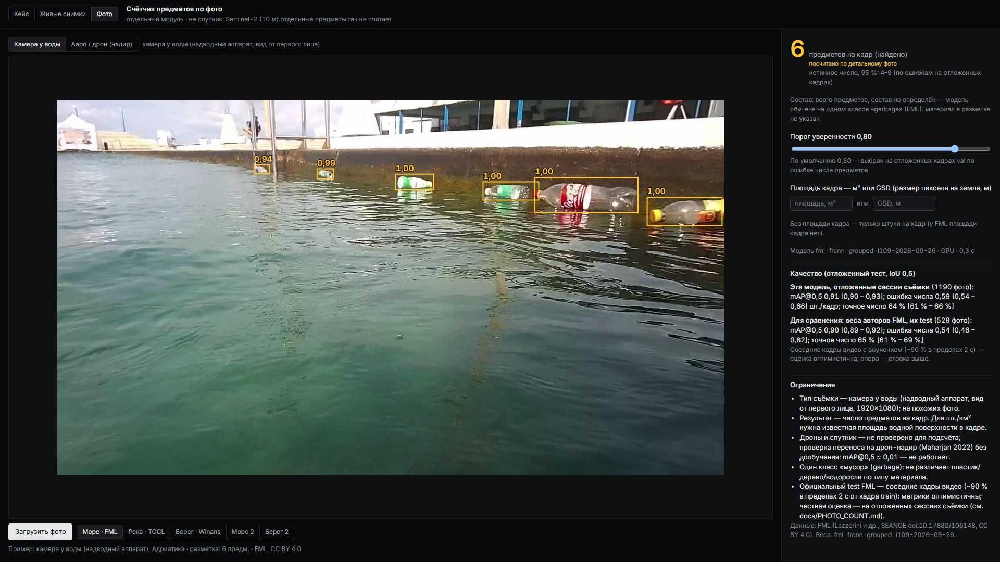 Кейс
Живые снимки
Фото
Счётчик предметов по фото
отдельный модуль · не спутник: Sentinel-2 (10 м) отдельные предметы так не считает
Камера у воды
Аэро / дрон (надир)
камера у воды (надводный аппарат, вид от первого лица)
0,94
0,99
1,00
1,00
1,00
1,00
Coca-Cola
Загрузить фото
Море · FML
Река · TOCL
Берег · Winans
Море 2
Берег 2
Пример: камера у воды (надводный аппарат), Адриатика · разметка: 6 предм. · FML, CC BY 4.0
6
предметов на кадр (найдено)
посчитано по детальному фото
истинное число, 95 %: 4–9 (по ошибкам на отложенных
кадрах)
Состав: всего предметов, состав не определён — модель
обучена на одном классе «garbage» (FML): материал в разметке
не указан
Порог уверенности 0,80
По умолчанию 0,80 — выбран на отложенных кадрах val по
ошибке числа предметов.
Площадь кадра — м² или GSD (размер пикселя на земле, м)
площадь, м²
или
GSD, м
Без площади кадра — только штуки на кадр (у FML площади
кадра нет).
Модель fml-frcnn-grouped-l109-2026-09-26 · GPU · 0,3 с
Качество (отложенный тест, IoU 0,5)
Эта модель, отложенные сессии съёмки (1190 фото):
mAP@0,5 0,91 [0,90 – 0,93]; ошибка числа 0,59 [0,54 –
0,66] шт./кадр; точное число 64 % [61 % – 66 %]
Для сравнения: веса авторов FML, их test (529 фото):
mAP@0,5 0,90 [0,89 – 0,92]; ошибка числа 0,54 [0,46 –
0,62]; точное число 65 % [61 % – 69 %]
Соседние кадры видео с обучением (~90 % в пределах 2 с) —
оценка оптимистична; опора — строка выше.
Ограничения
• Тип съёмки — камера у воды (надводный аппарат, вид
от первого лица, 1920×1080); на похожих фото.
• Результат — число предметов на кадр. Для шт./км²
нужна известная площадь водной поверхности в кадре.
• Дроны и спутник — не проверено для подсчёта;
проверка переноса на дрон-надир (Maharjan 2022) без
дообучения: mAP@0,5 ≈ 0,01 — не работает.
• Один класс «мусор» (garbage): не различает пластик/
дерево/водоросли по типу материала.
• Официальный test FML — соседние кадры видео (~90 %
в пределах 2 с от кадра train): метрики оптимистичны;
честная оценка — на отложенных сессиях съёмки (см.
docs/PHOTO_COUNT.md).
Данные: FML (Lazzerini и др., SEANOE doi:10.17882/106148, CC
BY 4.0). Веса: fml-frcnn-grouped-l109-2026-09-26.